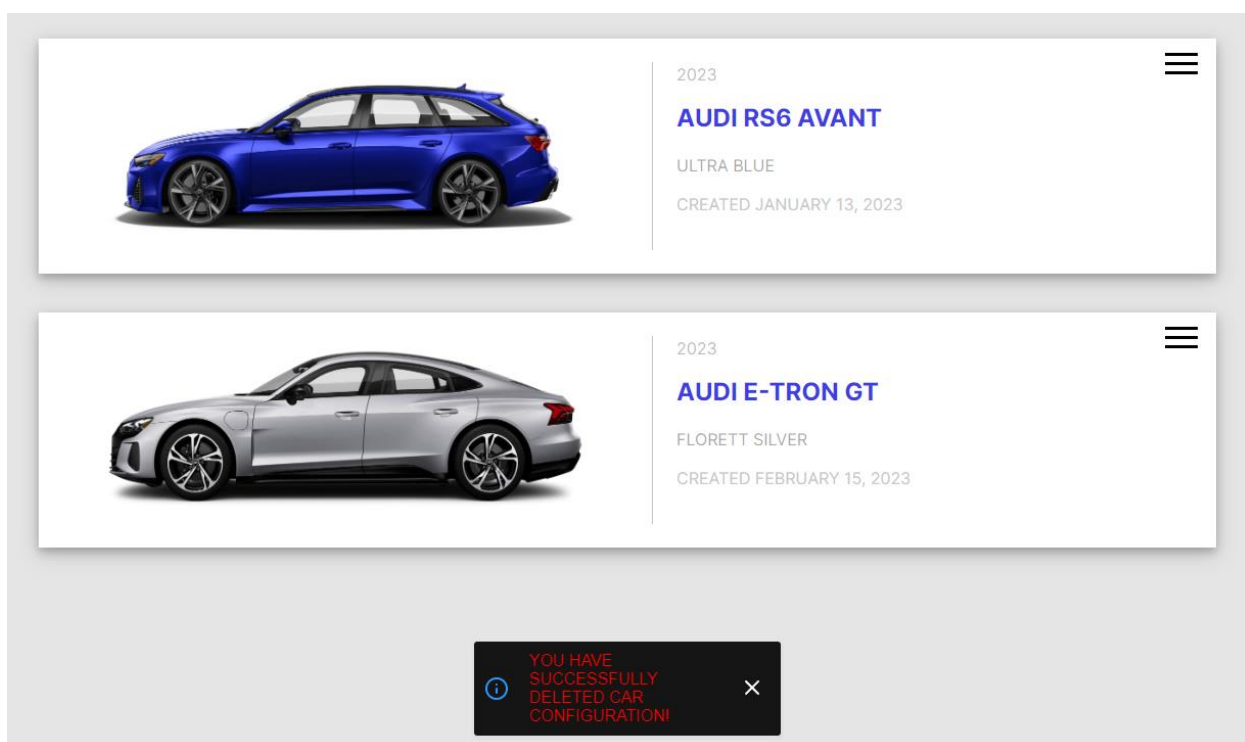 2023
AUDI RS6 AVANT
ULTRA BLUE
CREATED JANUARY 13, 2023
2023
AUDI E-TRON GT
FLORETT SILVER
CREATED FEBRUARY 15, 2023
YOU HAVE
SUCCESSFULLY
DELETED CAR
CONFIGURATION!